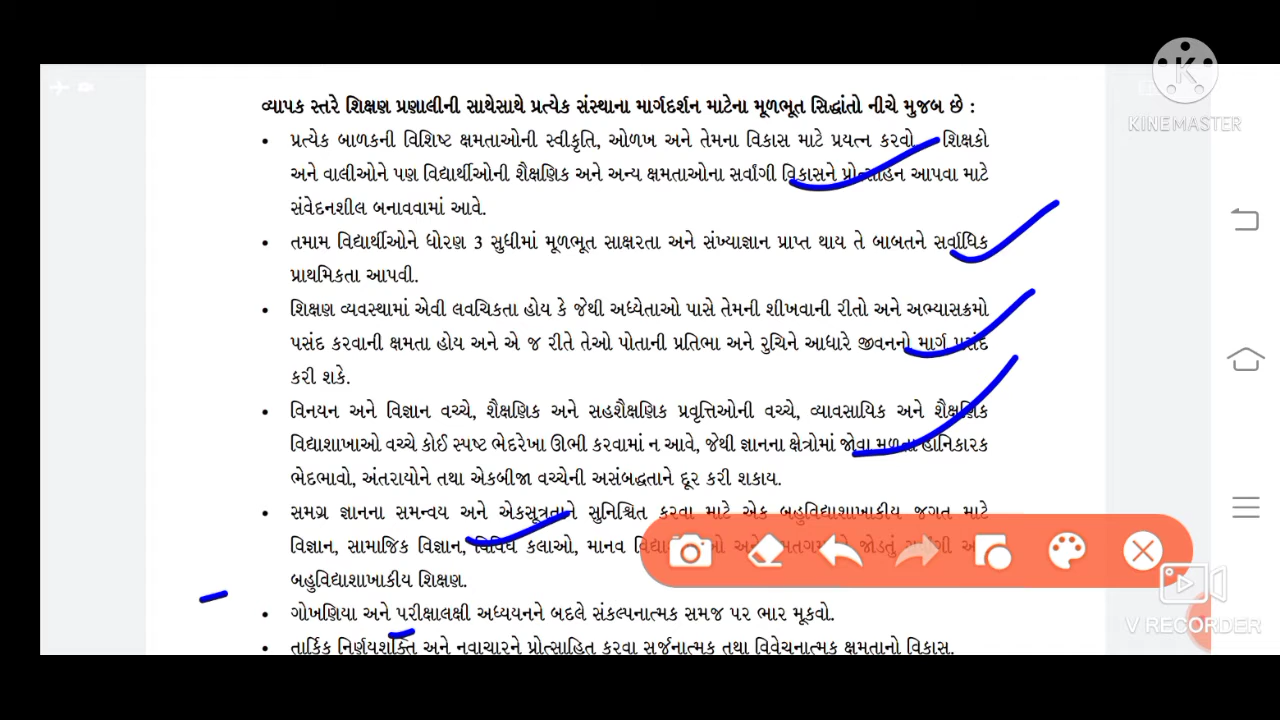 વ્યાપક સ્તરે શિક્ષણ પ્રણાલીની સાથેસાથે પ્રત્યેક સંસ્થાના માર્ગદર્શન માટેના મૂળભૂત સિદ્ધાંતો નીચે મુજબ છે :
KINEMASTER
• પ્રત્યેક બાળકની વિશિષ્ટ ક્ષમતાઓની સ્વીકૃતિ, ઓળખ અને તેમના વિકાસ માટે પ્રયત્ન કરવો શિક્ષકો
અને વાલીઓને પણ વિદ્યાર્થીઓની શૈક્ષણિક અને અન્ય ક્ષમતાઓના સર્વાંગી વિકાસને પ્રોત્સાહન આપવા માટે
સંવેદનશીલ બનાવવામાં આવે.
• તમામ વિદ્યાર્થીઓને ધોરણ 3 સુધીમાં મૂળભૂત સાક્ષરતા અને સંખ્યાજ્ઞાન પ્રાપ્ત થાય તે બાબતને સર્વાધિક
પ્રાથમિકતા આપવી.
• શિક્ષણ વ્યવસ્થામાં એવી લવચિકતા હોય કે જેથી અધ્યેતાઓ પાસે તેમની શીખવાની રીતો અને અભ્યાસક્રમો
પસંદ કરવાની ક્ષમતા હોય અને એ જ રીતે તેઓ પોતાની પ્રતિભા અને રુચિને આધારે જીવનનો માર્ગ પસંદ
કરી શકે.
• વિનયન અને વિજ્ઞાન વચ્ચે, શૈક્ષણિક અને સહશૈક્ષણિક પ્રવૃત્તિઓની વચ્ચે, વ્યાવસાયિક અને શૈક્ષણિક
વિદ્યાશાખાઓ વચ્ચે કોઈ સ્પષ્ટ ભેદરેખા ઊભી કરવામાં ન આવે, જેથી જ્ઞાનના ક્ષેત્રોમાં જોવા મળતા હાનિકારક
ભેદભાવો, અંતરાયોને તથા એકબીજા વચ્ચેની અસંબદ્ધતાને દૂર કરી શકાય.
• સમગ્ર જ્ઞાનના સમન્વય અને એકસૂત્રતાને સુનિશ્ચિત કરવા માટે એક બહુવિદ્યાશાખાકીય જગત માટે
વિજ્ઞાન, સામાજિક વિજ્ઞાન, વિવિધ કલાઓ, માનવ
બહુવિદ્યાશાખાકીય શિક્ષણ.
• ગોખણિયા અને પરીક્ષાલક્ષી અધ્યયનને બદલે સંકલ્પનાત્મક સમજ પર ભાર મૂકવો.
V RECORDER
• તાર્કિક નિર્ણયશક્તિ અને નવાચારને પ્રોત્સાહિત કરવા સર્જનાત્મક તથા વિવેચનાત્મક ક્ષમતાનો વિકાસ.